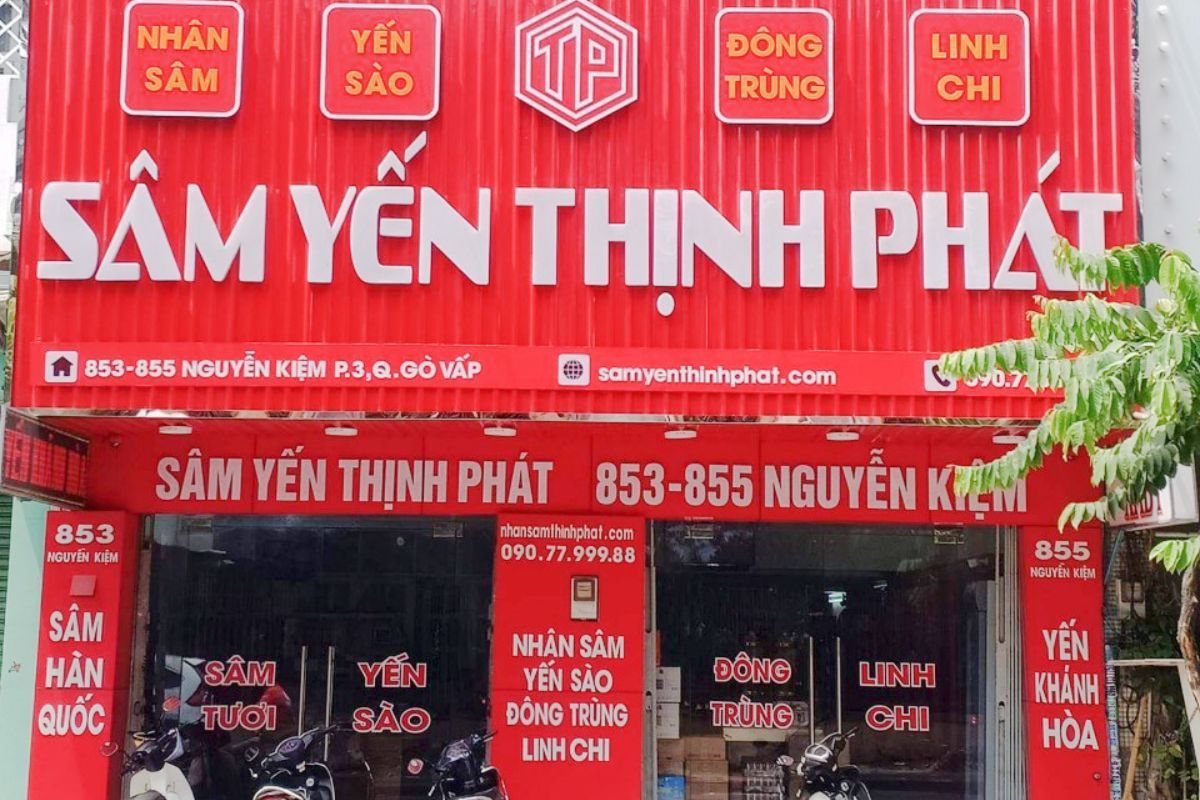 NHÂN
SÂM
YẾN
SÀO
TP
ĐÔNG
TRÙNG
LINH
CHI
SÂM YẾN THỊNH PHÁT
853-855 NGUYỄN KIỆM P.3,Q.GÒ VẤP
samyenthinhphat.com
SÂM YẾN THỊNH PHÁT 853-855 NGUYỄN KIỆM
853
NGUYỄN KIỆM
SÂM
HÀN
QUỐC
SÂM
TƯƠI
YẾN
SÀO
nhansamthinhphat.com
090.77.999.88
NHÂN SÂM
YẾN SÀO
ĐÔNG TRÙNG
LINH CHI
ĐÔNG
TRÙNG
LINH
CHI
855
NGUYỄN KIỆM
YẾN
KHÁNH
HÒA